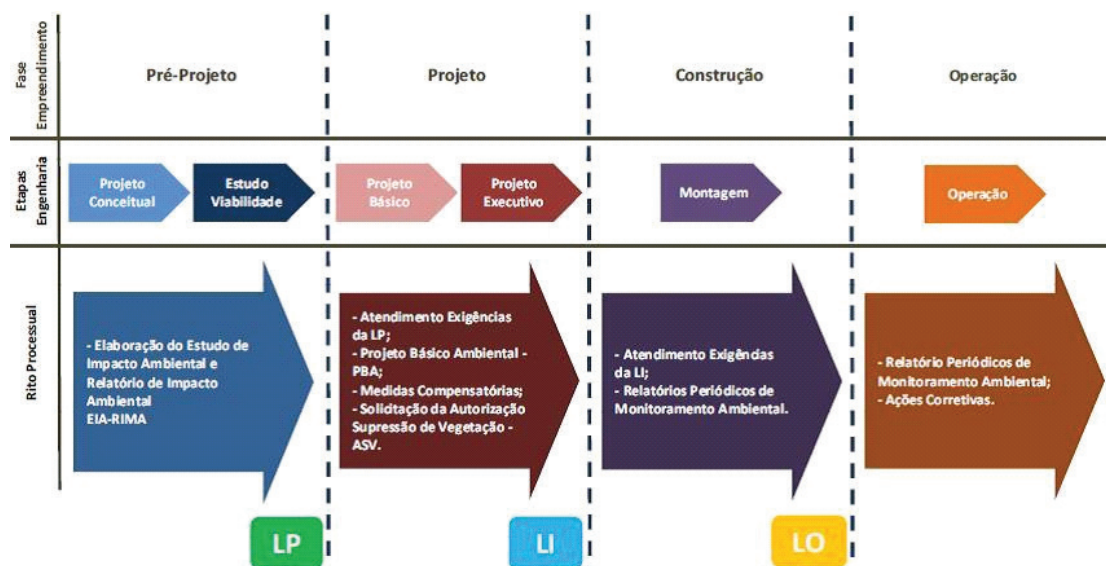 Fase
Empreendimento
Pré-Projeto
Projeto
Construção
Operação
Etapas
Engenharia
Projeto
Conceitual
Estudo
Viabilidade
Projeto
Básico
Projeto
Executivo
Montagem
Operação
Rito Processual
- Elaboração do Estudo de
Impacto Ambiental e
Relatório de Impacto
Ambiental
EIA-RIMA
- Atendimento Exigências
da LP;
- Projeto Básico Ambiental -
PBA;
- Medidas Compensatórias;
- Solicitação da Autorização
Supressão de Vegetação -
ASV.
- Atendimento Exigências
da LI;
- Relatórios Periódicos de
Monitoramento Ambiental.
- Relatório Periódicos de
Monitoramento Ambiental;
- Ações Corretivas.
LP
LI
LO